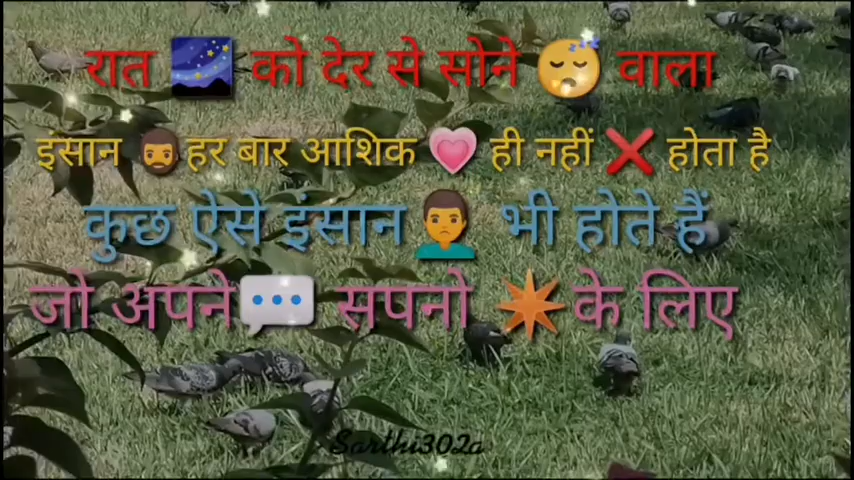 रात 🌌 को देर से सोने 😴 वाला
इंसान 🧔🏽 हर बार आशिक 💗 ही नहीं ❌ होता है
कुछ ऐसे इंसान 🙍‍♂️ भी होते हैं
जो अपने 💬 सपनो ✴️ के लिए
Sarthi302a